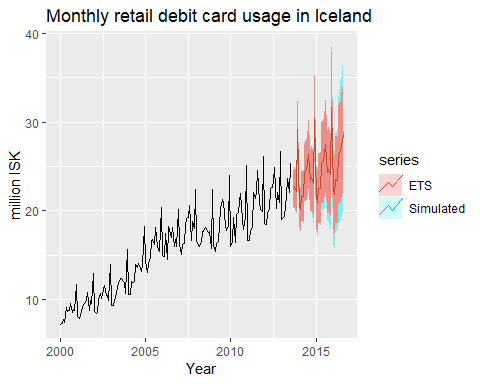 Monthly retail debit card usage in Iceland
40
30
20
10
million ISK
2000
2005
2010
2015
Year
series
ETS
Simulated